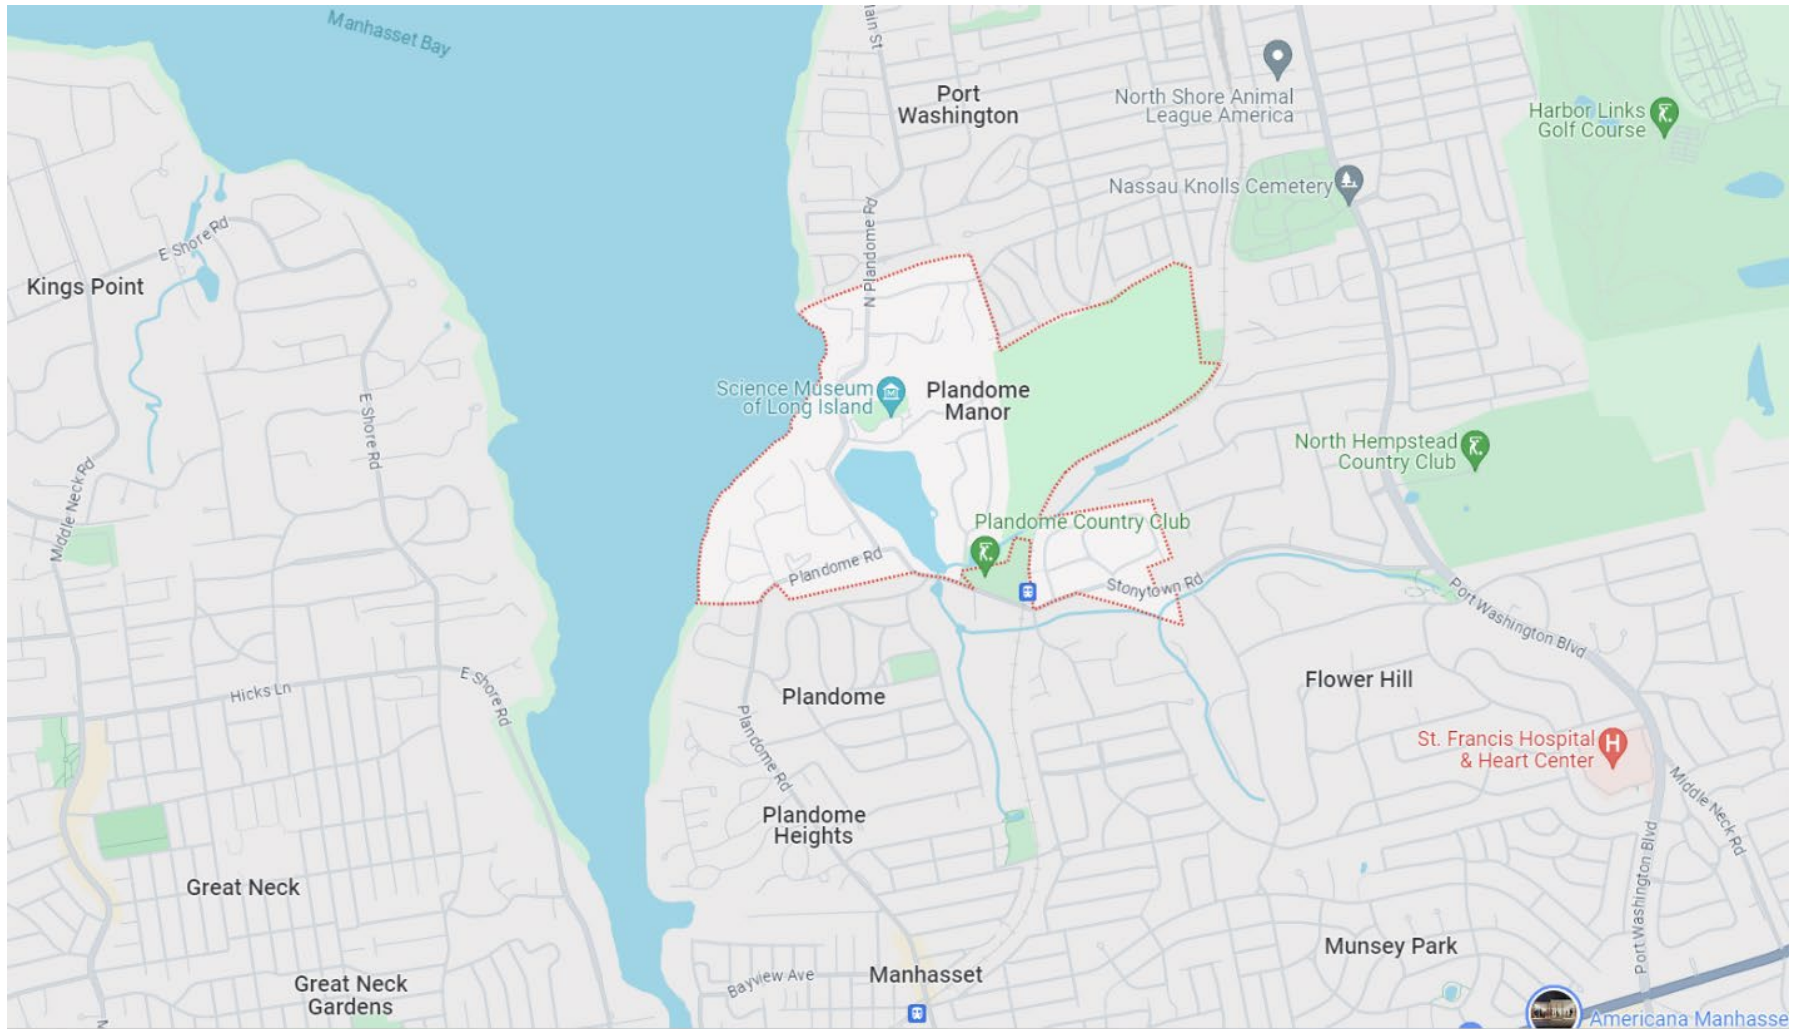 Manhasset Bay
ain St
Port
Washington
North Shore Animal
League America
Harbor Links
Golf Course
Nassau Knolls Cemetery
E Shore Rd
N Plandome Rd
Kings Point
Science Museum
of Long Island
Plandome
Manor
E Shore Rd
North Hempstead
Country Club
Middle Neck Rd
Plandome Country Club
Plandome Rd
Stonytown Rd
Port Washington Blvd
Hicks Ln
E Shore Rd
Plandome
Flower Hill
Plandome Rd
St. Francis Hospital
& Heart Center
H
Middle Neck Rd
Plandome
Heights
Port Washington Blvd
Great Neck
Munsey Park
Manhasset
Bayview Ave
Great Neck
Gardens
N
Americana Manhasse